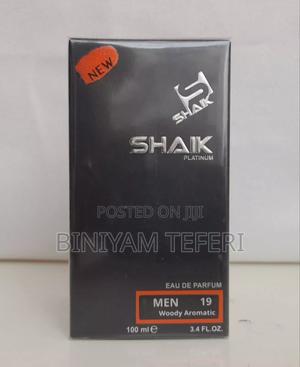 NEW
SHAIK
SHAIK
PLATINUM
POSTED ON JIJI
BINIYAM TEFERI
EAU DE PARFUM
MEN 19
Woody Aromatic
100 ml e 3.4 FL.OZ.